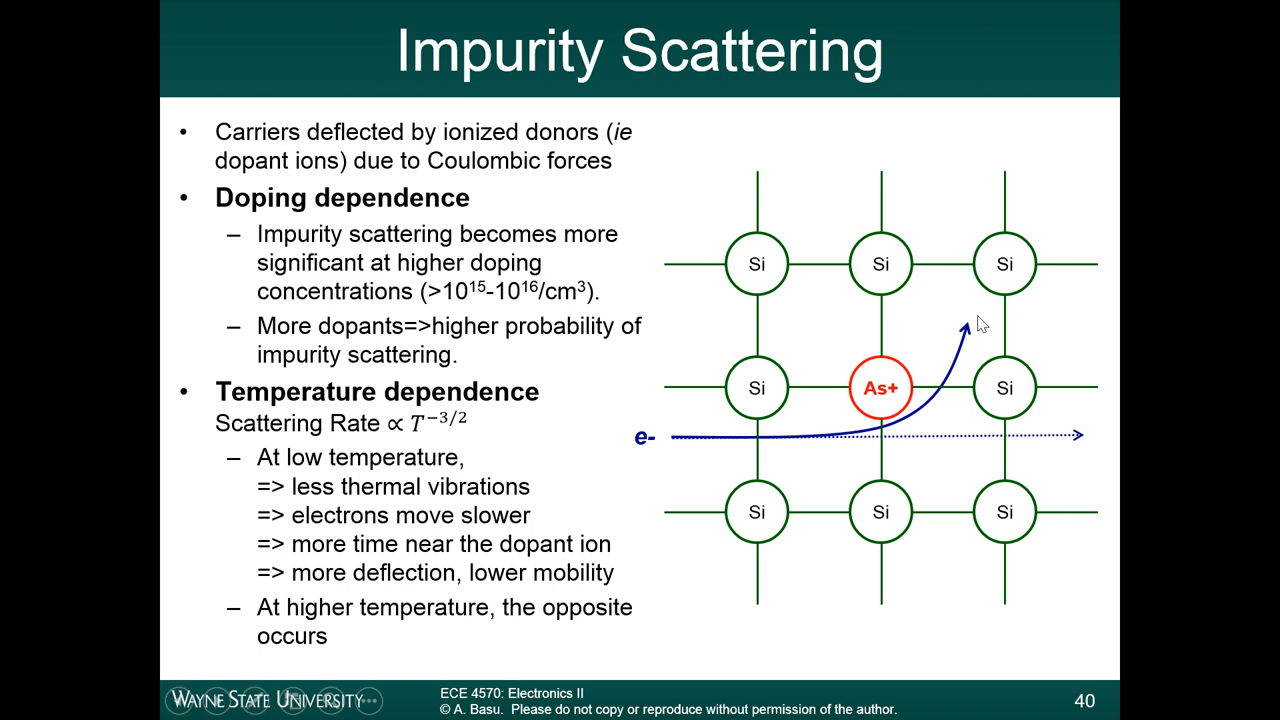 Impurity Scattering
• Carriers deflected by ionized donors (ie
dopant ions) due to Coulombic forces
• Doping dependence
– Impurity scattering becomes more
significant at higher doping
concentrations (>10¹⁵-10¹⁶/cm³).
– More dopants=>higher probability of
impurity scattering.
• Temperature dependence
Scattering Rate ∝ T⁻³/²
– At low temperature,
=> less thermal vibrations
=> electrons move slower
=> more time near the dopant ion
=> more deflection, lower mobility
– At higher temperature, the opposite
occurs
Si Si Si
Si As+ Si
e-
Si Si Si
WAYNE STATE UNIVERSITY
ECE 4570: Electronics II
© A. Basu. Please do not copy or reproduce without permission of the author.
40